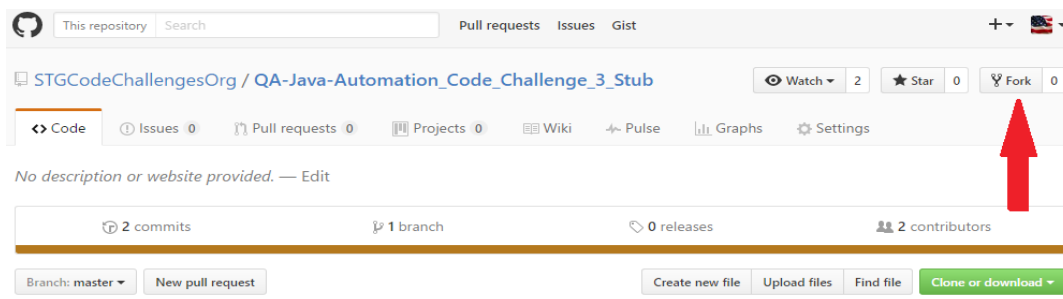 This repository Search Pull requests Issues Gist
STGCodeChallengesOrg / QA-Java-Automation_Code_Challenge_3_Stub Watch 2 Star 0 Fork 0
Code Issues 0 Pull requests 0 Projects 0 Wiki Pulse Graphs Settings
No description or website provided. — Edit
2 commits 1 branch 0 releases 2 contributors
Branch: master New pull request Create new file Upload files Find file Clone or download